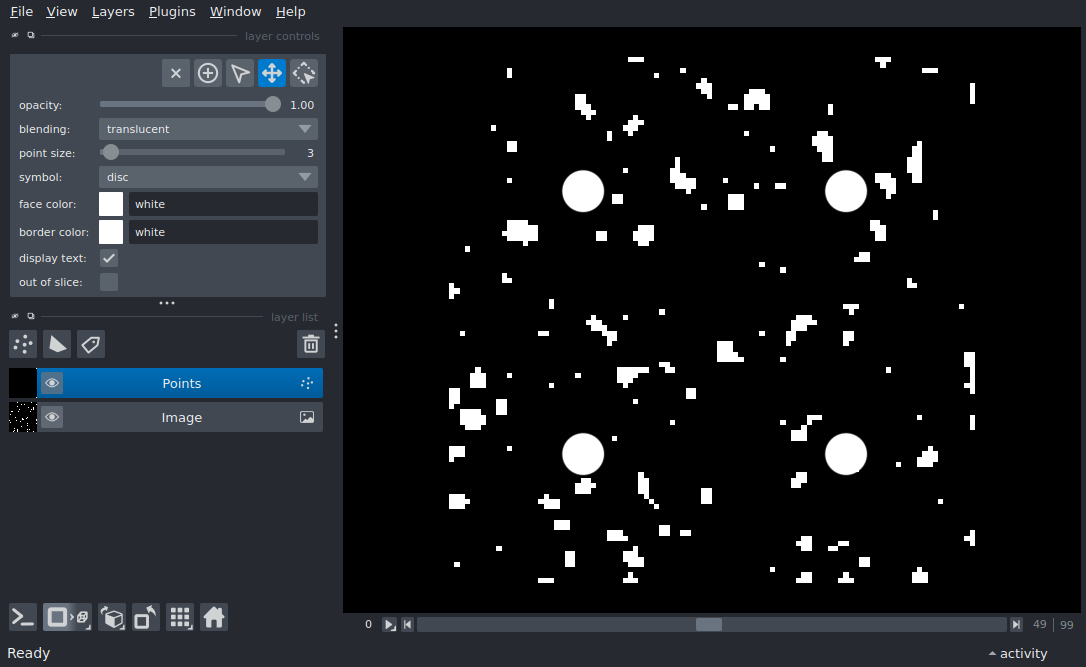 File View Layers Plugins Window Help
layer controls
opacity: 1.00
blending: translucent
point size: 3
symbol: disc
face color: white
border color: white
display text:
out of slice:
layer list
Points
Image
0 49 99
Ready activity